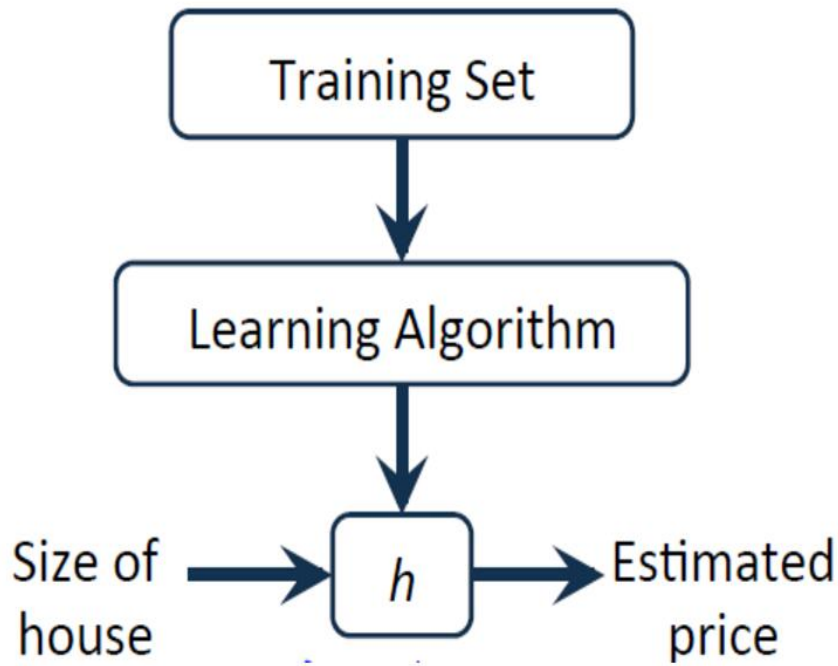 Training Set
Learning Algorithm
Size of
house
h
Estimated
price